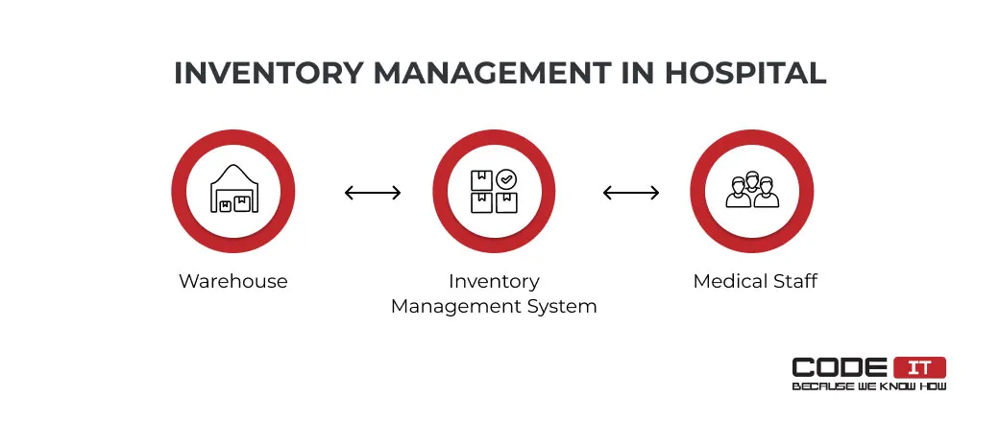 INVENTORY MANAGEMENT IN HOSPITAL
Warehouse
Inventory
Management System
Medical Staff
CODE IT
BECAUSE WE KNOW HOW